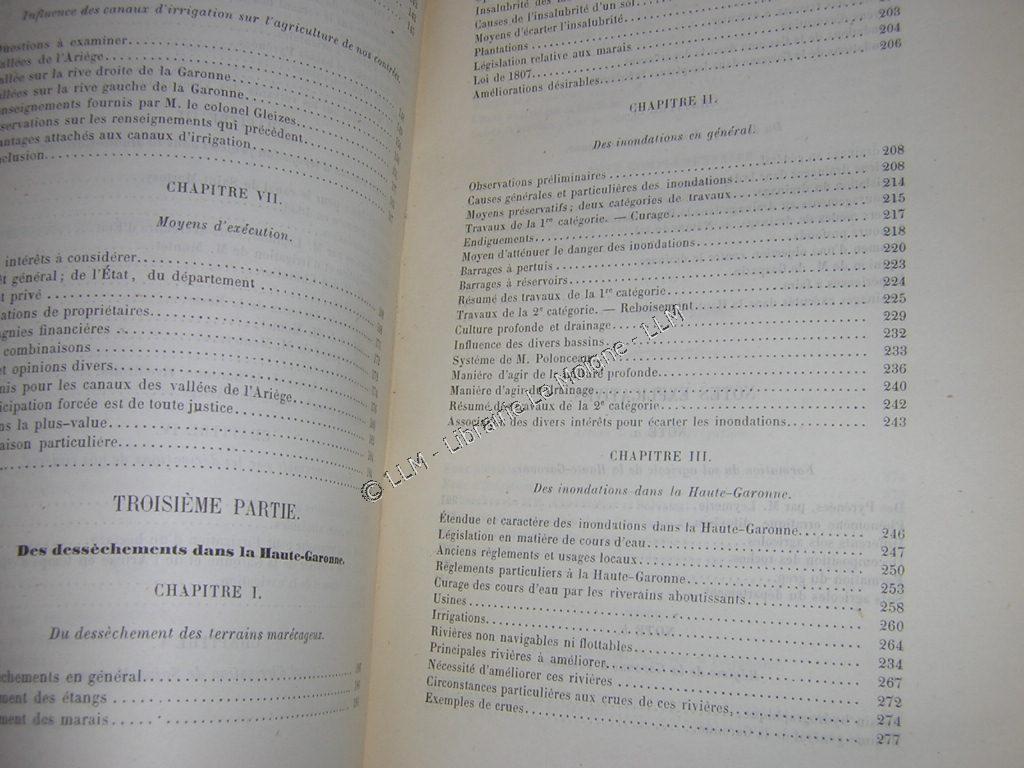 Influence des canaux d'irrigation sur l'agriculture de nos contrées.
Questions à examiner
allées de l'Ariège
allée sur la rive droite de la Garonne
allées sur la rive gauche de la Garonne
enseignements fournis par M. le colonel Gleizes
servations sur les renseignements qui précèdent
antages attachés aux canaux d'irrigation
nclusion
CHAPITRE VII.
Moyens d'exécution.
intérêts à considérer
êt général; de l'État, du département
t privé
ations de propriétaires
agnies financières
combinaisons
et opinions divers
nis pour les canaux des vallées de l'Ariège
icipation forcée est de toute justice
ns la plus-value
aison particulière
TROISIÈME PARTIE.
Des dessèchements dans la Haute-Garonne.
CHAPITRE I.
Du dessèchement des terrains marécageux.
chements en général
ment des étangs
ment des marais
Insalubrité des
Causes de l'insalubrité d'un sol
Moyens d'écarter l'insalubrité
Plantations 203
Législation relative aux marais 204
Loi de 1807 206
Améliorations désirables
CHAPITRE II.
Des inondations en général.
Observations préliminaires 208
Causes générales et particulières des inondations 208
Moyens préservatifs; deux catégories de travaux 214
Travaux de la 1re catégorie. — Curage 215
Endiguements 217
Moyen d'atténuer le danger des inondations 218
Barrages à pertuis 220
Barrages à réservoirs 223
Résumé des travaux de la 1re catégorie 224
Travaux de la 2e catégorie. — Reboisement 225
Culture profonde et drainage 229
Influence des divers bassins 232
Système de M. Polonceau 233
Manière d'agir de la culture profonde 236
Manière d'agir du drainage 240
Résumé des travaux de la 2e catégorie 242
Association des divers intérêts pour écarter les inondations 243
CHAPITRE III.
Des inondations dans la Haute-Garonne.
Étendue et caractère des inondations dans la Haute-Garonne 246
Législation en matière de cours d'eau 247
Anciens règlements et usages locaux 250
Règlements particuliers à la Haute-Garonne 253
Curage des cours d'eau par les riverains aboutissants 258
Usines 260
Irrigations 264
Rivières non navigables ni flottables 234
Principales rivières à améliorer 267
Nécessité d'améliorer ces rivières 272
Circonstances particulières aux crues de ces rivières, 274
Exemples de crues 277
© LLM - Librairie Le Moigne - LLM